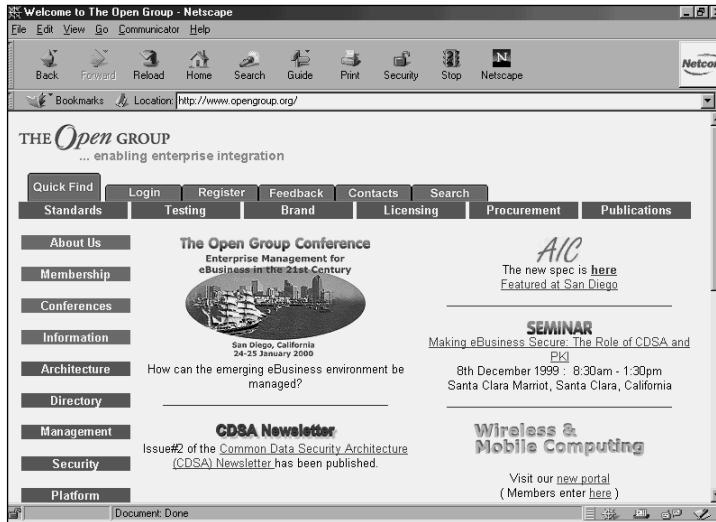 Welcome to The Open Group - Netscape
File Edit View Go Communicator Help
Back Forward Reload Home Search Guide Print Security Stop Netscape
Bookmarks Location: http://www.opengroup.org/
THE Open GROUP
... enabling enterprise integration
Quick Find Login Register Feedback Contacts Search
Standards Testing Brand Licensing Procurement Publications
About Us
Membership
Conferences
Information
Architecture
Directory
Management
Security
Platform
The Open Group Conference
Enterprise Management for
eBusiness in the 21st Century
San Diego, California
24-25 January 2000
How can the emerging eBusiness environment be
managed?
CDSA Newsletter
Issue#2 of the Common Data Security Architecture
(CDSA) Newsletter has been published.
AIC
The new spec is here
Featured at San Diego
SEMINAR
Making eBusiness Secure: The Role of CDSA and
PKI
8th December 1999 : 8:30am - 1:30pm
Santa Clara Marriot, Santa Clara, California
Wireless &
Mobile Computing
Visit our new portal
( Members enter here )
Document: Done